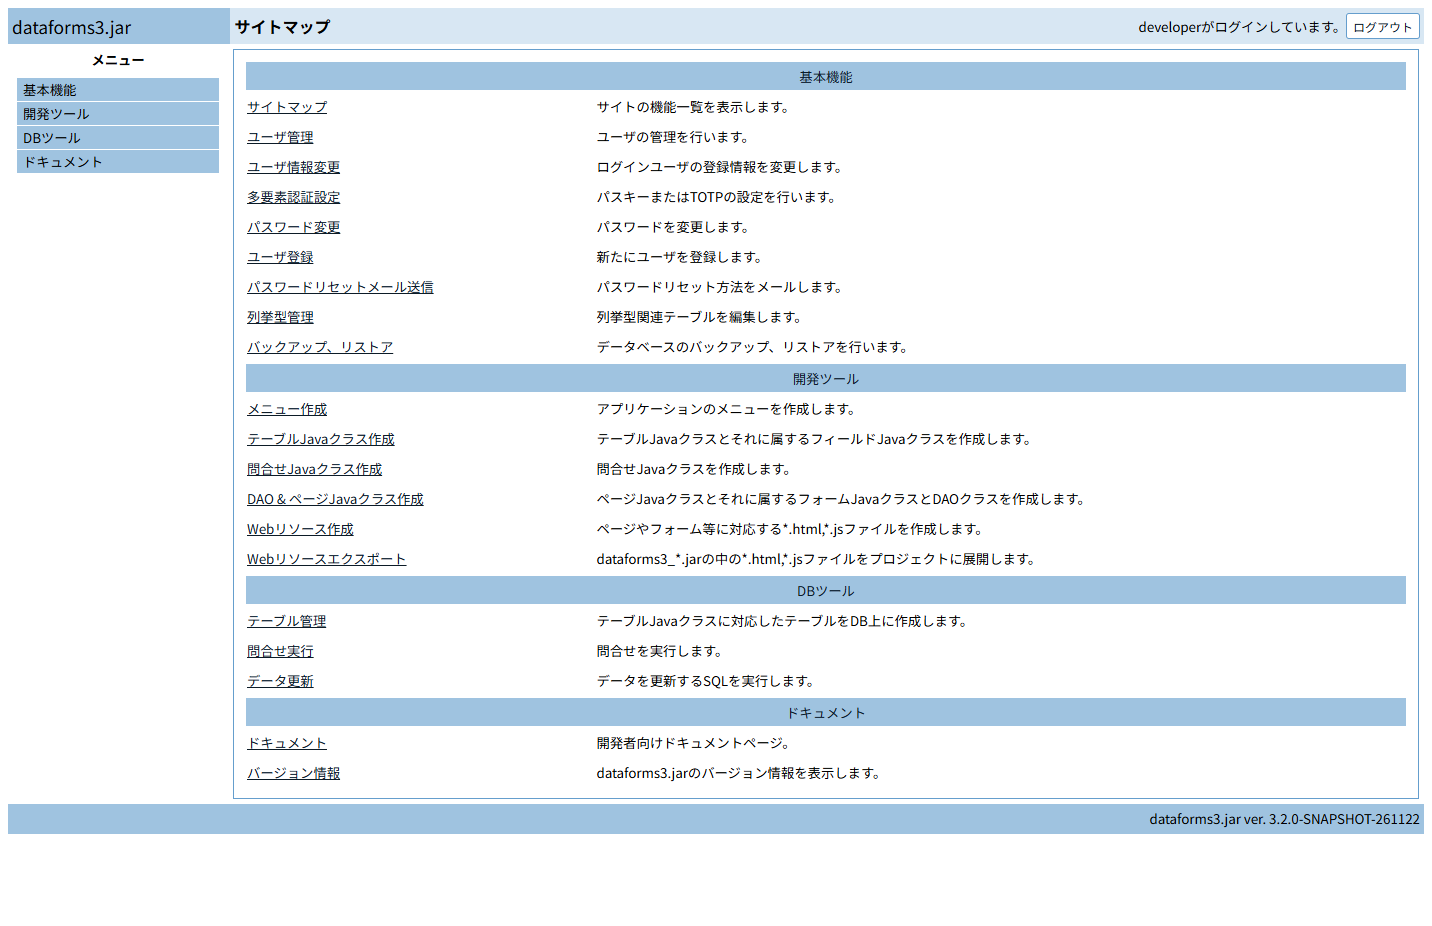 dataforms3.jar
サイトマップ
developerがログインしています。 ログアウト
メニュー
基本機能
開発ツール
DBツール
ドキュメント
基本機能
サイトマップ サイトの機能一覧を表示します。
ユーザ管理 ユーザの管理を行います。
ユーザ情報変更 ログインユーザの登録情報を変更します。
多要素認証設定 パスキーまたはTOTPの設定を行います。
パスワード変更 パスワードを変更します。
ユーザ登録 新たにユーザを登録します。
パスワードリセットメール送信 パスワードリセット方法をメールします。
列挙型管理 列挙型関連テーブルを編集します。
バックアップ、リストア データベースのバックアップ、リストアを行います。
開発ツール
メニュー作成 アプリケーションのメニューを作成します。
テーブルJavaクラス作成 テーブルJavaクラスとそれに属するフィールドJavaクラスを作成します。
問合せJavaクラス作成 問合せJavaクラスを作成します。
DAO & ページJavaクラス作成 ページJavaクラスとそれに属するフォームJavaクラスとDAOクラスを作成します。
Webリソース作成 ページやフォーム等に対応する*.html,*.jsファイルを作成します。
Webリソースエクスポート dataforms3_*.jarの中の*.html,*.jsファイルをプロジェクトに展開します。
DBツール
テーブル管理 テーブルJavaクラスに対応したテーブルをDB上に作成します。
問合せ実行 問合せを実行します。
データ更新 データを更新するSQLを実行します。
ドキュメント
ドキュメント 開発者向けドキュメントページ。
バージョン情報 dataforms3.jarのバージョン情報を表示します。
dataforms3.jar ver. 3.2.0-SNAPSHOT-261122